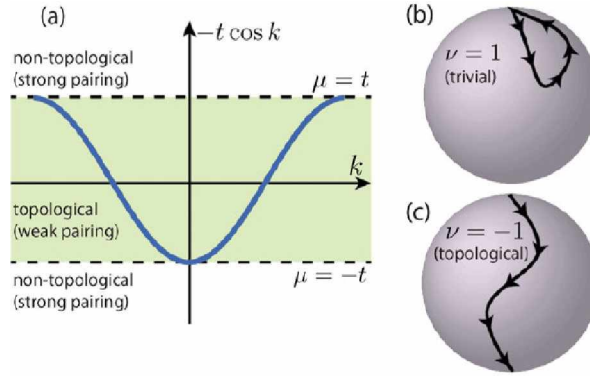 (a)
−t cos k
non-topological
(strong pairing)
μ = t
k
topological
(weak pairing)
μ = −t
non-topological
(strong pairing)
(b)
ν = 1
(trivial)
(c)
ν = −1
(topological)